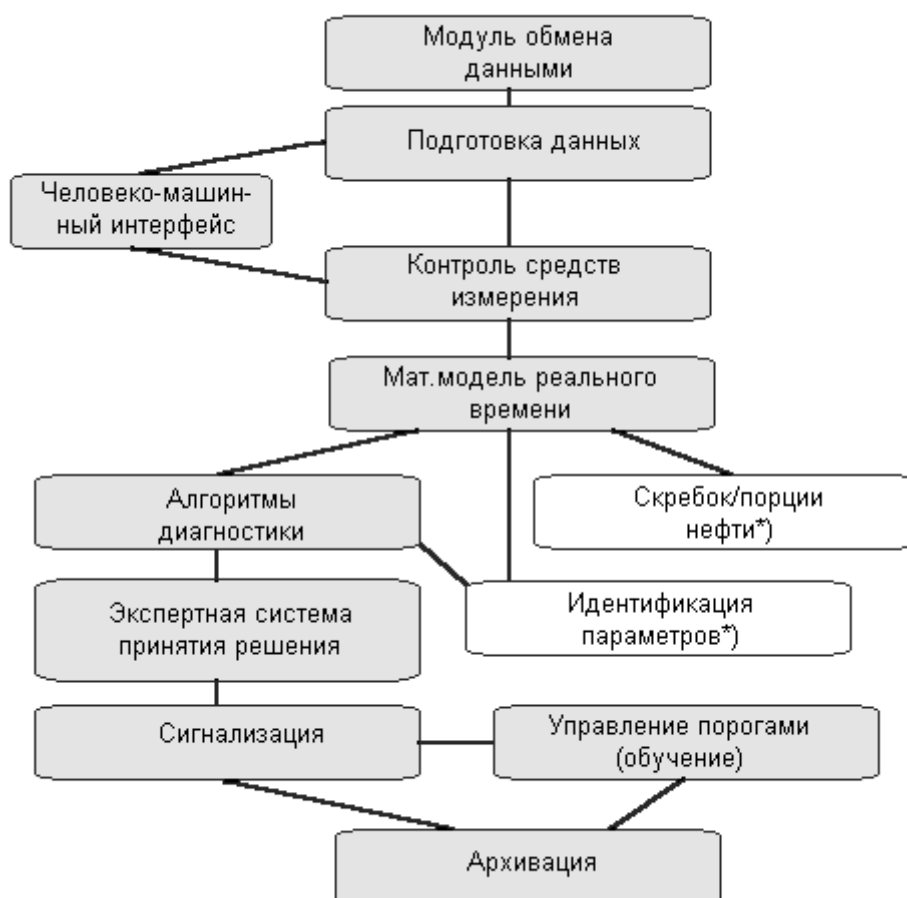 Модуль обмена
данными
Подготовка данных
Человеко-машин-
ный интерфейс
Контроль средств
измерения
Мат.модель реального
времени
Алгоритмы
диагностики
Скребок/порции
нефти*)
Экспертная система
принятия решения
Идентификация
параметров*)
Сигнализация
Управление порогами
(обучение)
Архивация